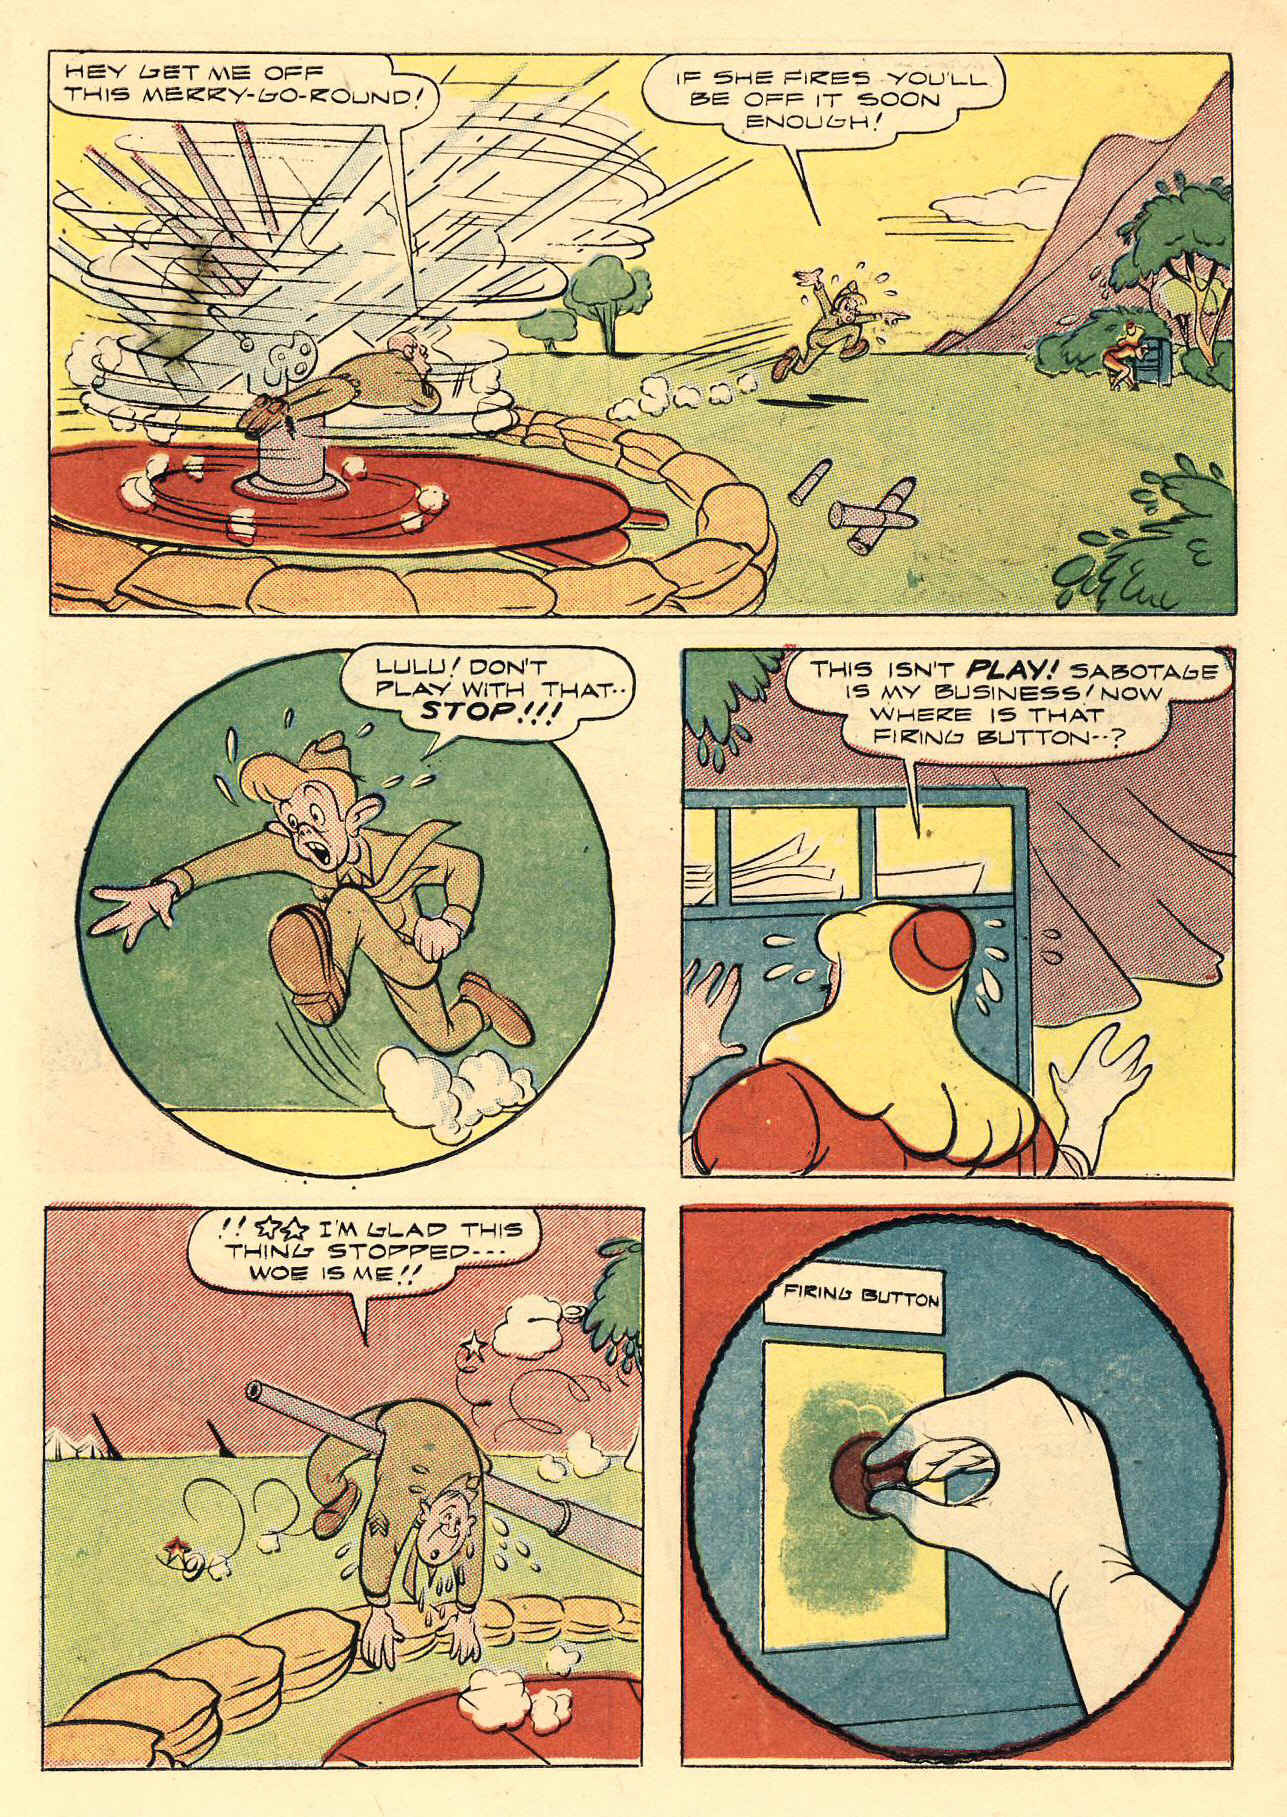 HEY GET ME OFF
THIS MERRY-GO-ROUND!
IF SHE FIRES YOU'LL
BE OFF IT SOON
ENOUGH!
LULU! DON'T
PLAY WITH THAT--
STOP!!!
THIS ISN'T PLAY! SABOTAGE
IS MY BUSINESS! NOW
WHERE IS THAT
FIRING BUTTON--?
!! ☆☆ I'M GLAD THIS
THING STOPPED---
WOE IS ME!!
FIRING BUTTON